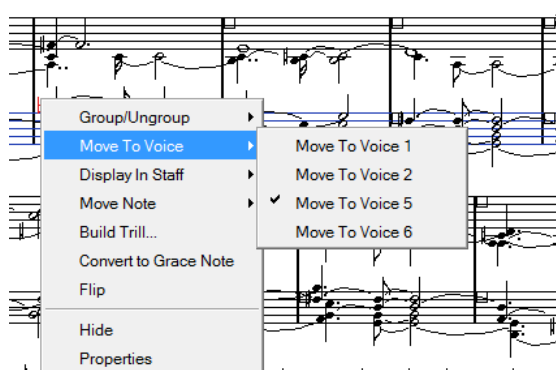 Group/Ungroup
Move To Voice
Display In Staff
Move Note
Build Trill...
Convert to Grace Note
Flip
Hide
Properties
Move To Voice 1
Move To Voice 2
Move To Voice 5
Move To Voice 6